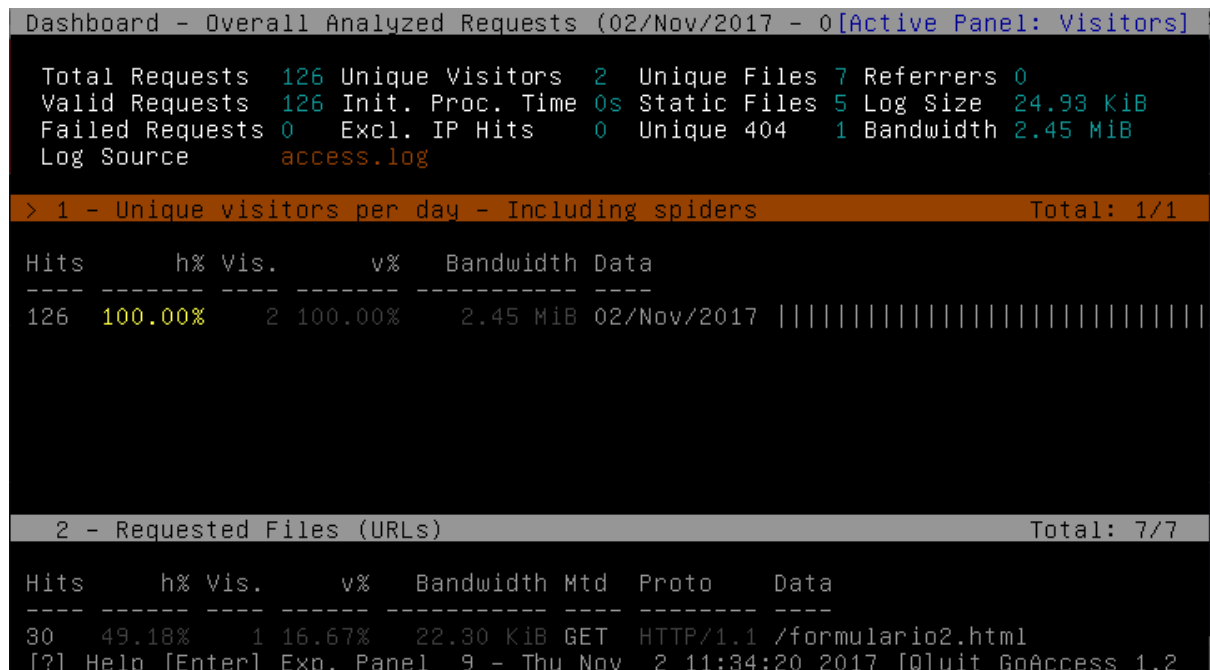 Dashboard - Overall Analyzed Requests (02/Nov/2017 - 0[Active Panel: Visitors]
Total Requests 126 Unique Visitors 2 Unique Files 7 Referrers 0
Valid Requests 126 Init. Proc. Time 0s Static Files 5 Log Size 24.93 KiB
Failed Requests 0 Excl. IP Hits 0 Unique 404 1 Bandwidth 2.45 MiB
Log Source access.log
> 1 - Unique visitors per day - Including spiders Total: 1/1
Hits h% Vis. v% Bandwidth Data
---- ------- ---- ------- ----------- ----
126 100.00% 2 100.00% 2.45 MiB 02/Nov/2017 |||||||||||||||||||||||||||||
2 - Requested Files (URLs) Total: 7/7
Hits h% Vis. v% Bandwidth Mtd Proto Data
---- ------ ---- ------ ----------- ---- -------- ----
30 49.18% 1 16.67% 22.30 KiB GET HTTP/1.1 /formulario2.html
[?] Help [Enter] Exp. Panel 9 - Thu Nov 2 11:34:20 2017 [Q]uit GoAccess 1.2